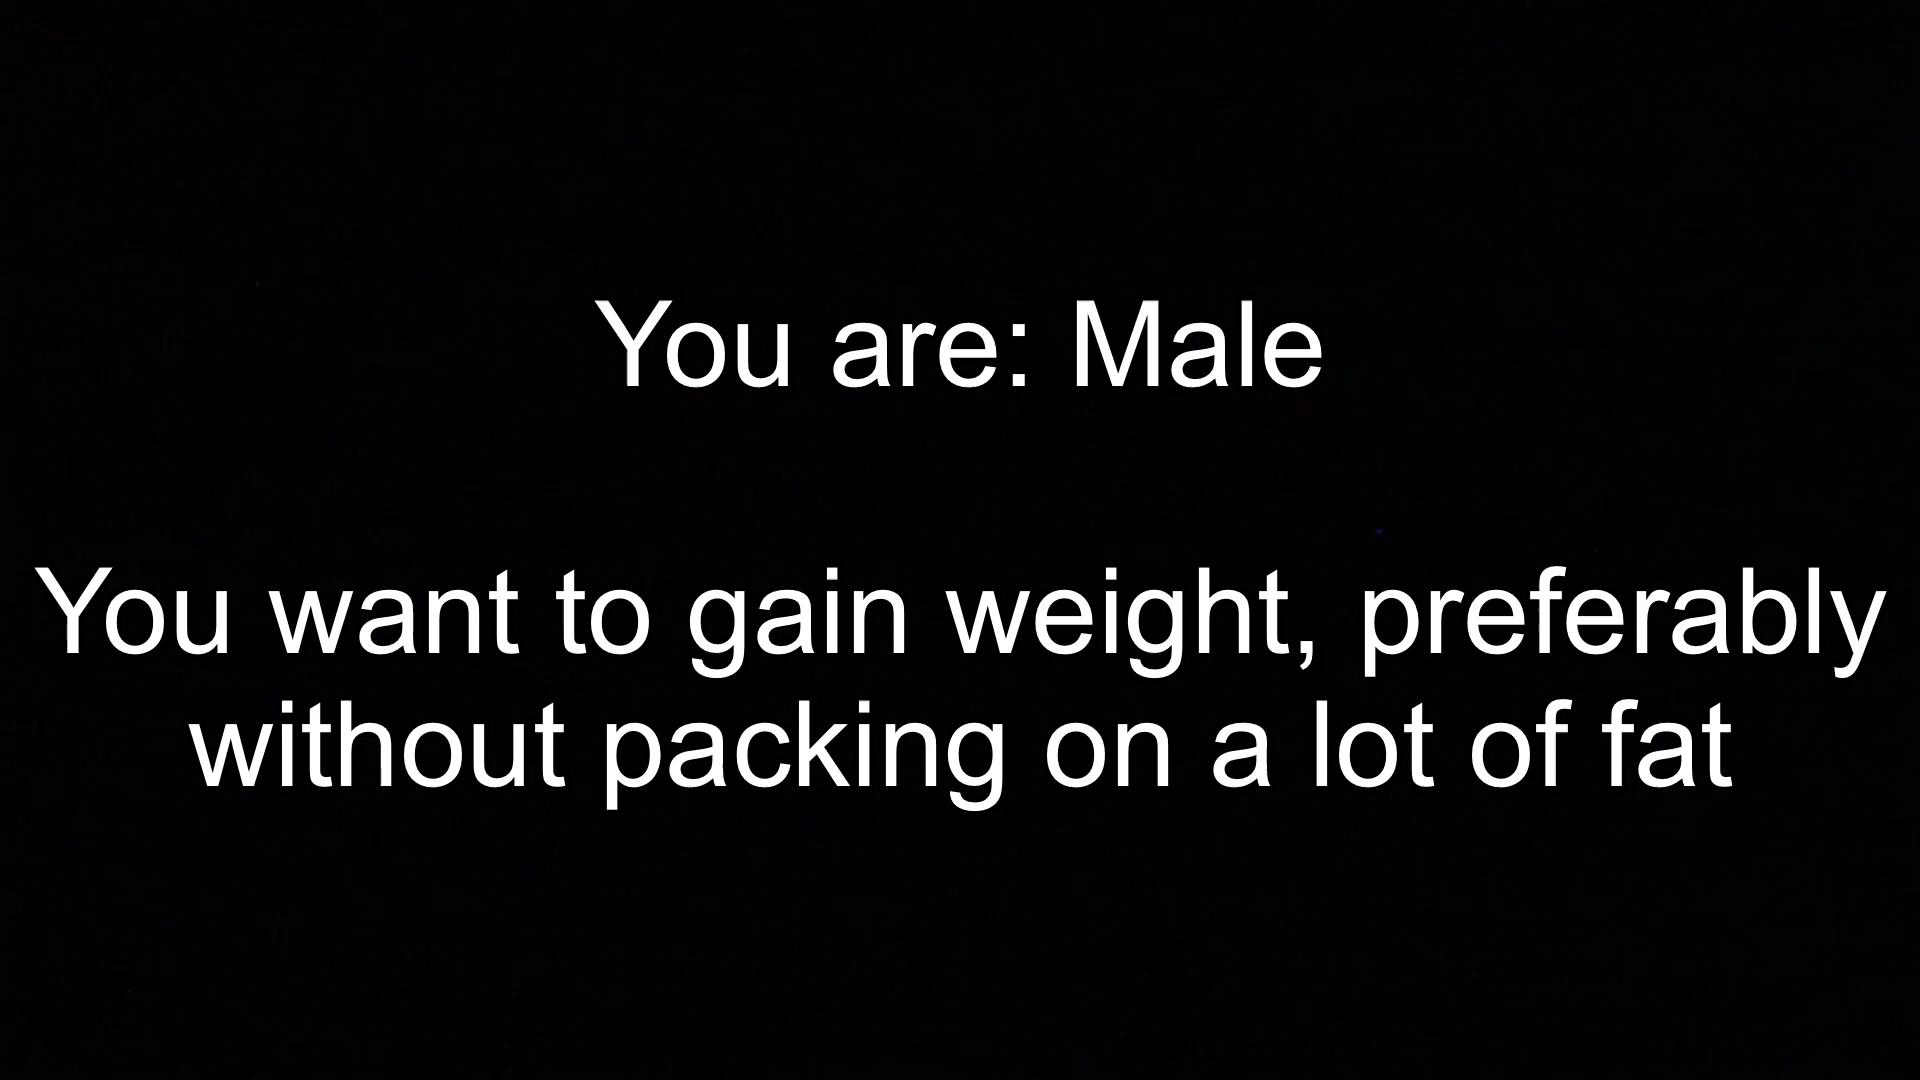 You are: Male
You want to gain weight, preferably
without packing on a lot of fat